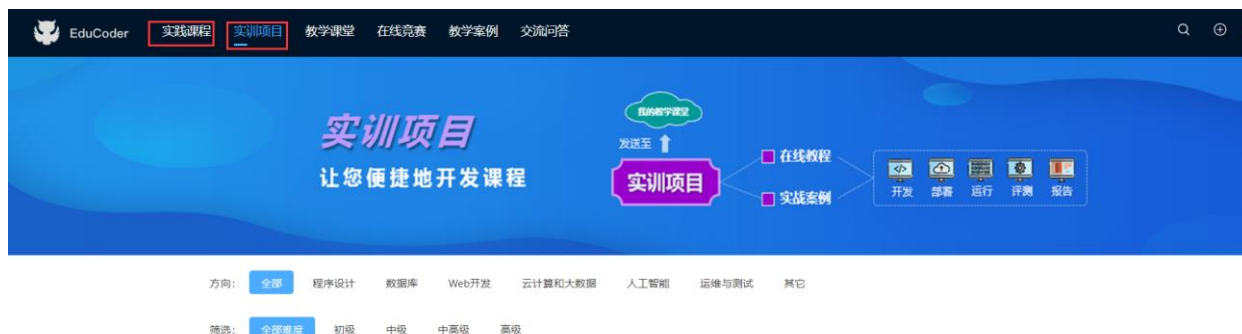 EduCoder 实践课程 实训项目 教学课堂 在线竞赛 教学案例 交流问答
实训项目
让您便捷地开发课程
我的教学课堂
发送至
实训项目
在线教程
实战案例
开发 部署 运行 评测 报告
方向: 全部 程序设计 数据库 Web开发 云计算和大数据 人工智能 运维与测试 其它
筛选: 全部难度 初级 中级 中高级 高级